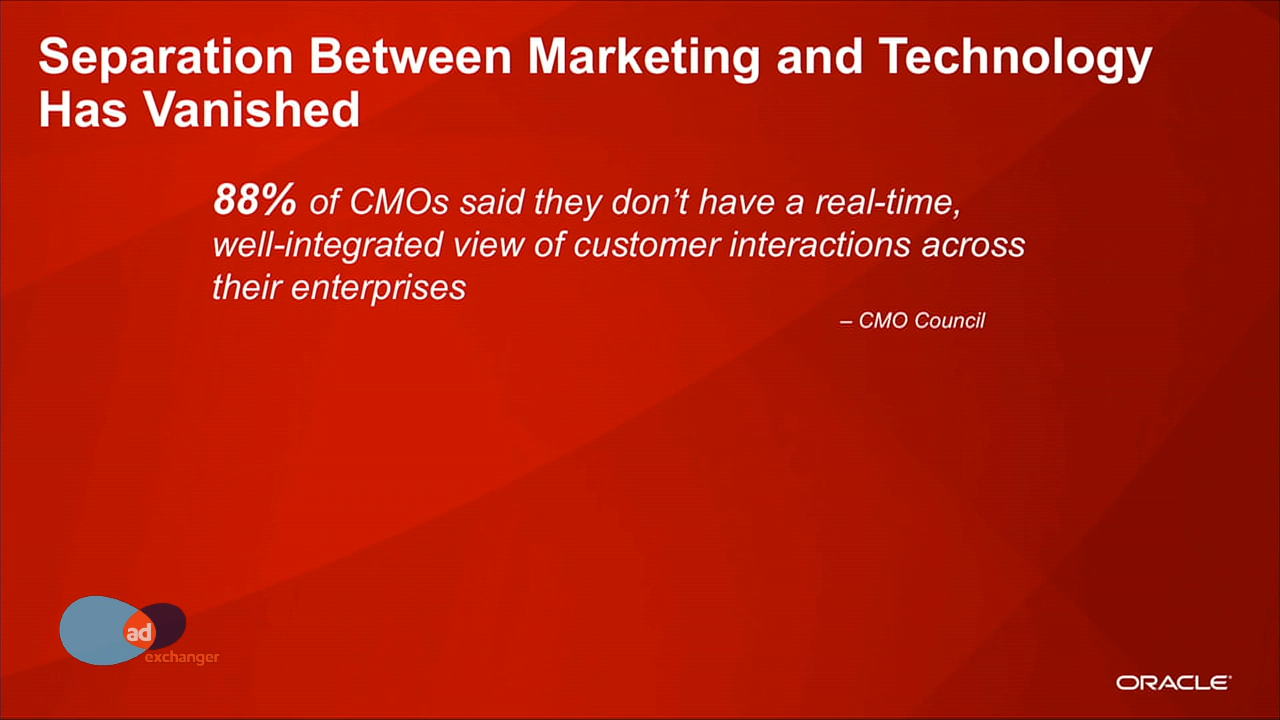 Separation Between Marketing and Technology
Has Vanished
88% of CMOs said they don’t have a real-time,
well-integrated view of customer interactions across
their enterprises
– CMO Council
ad
exchanger
ORACLE